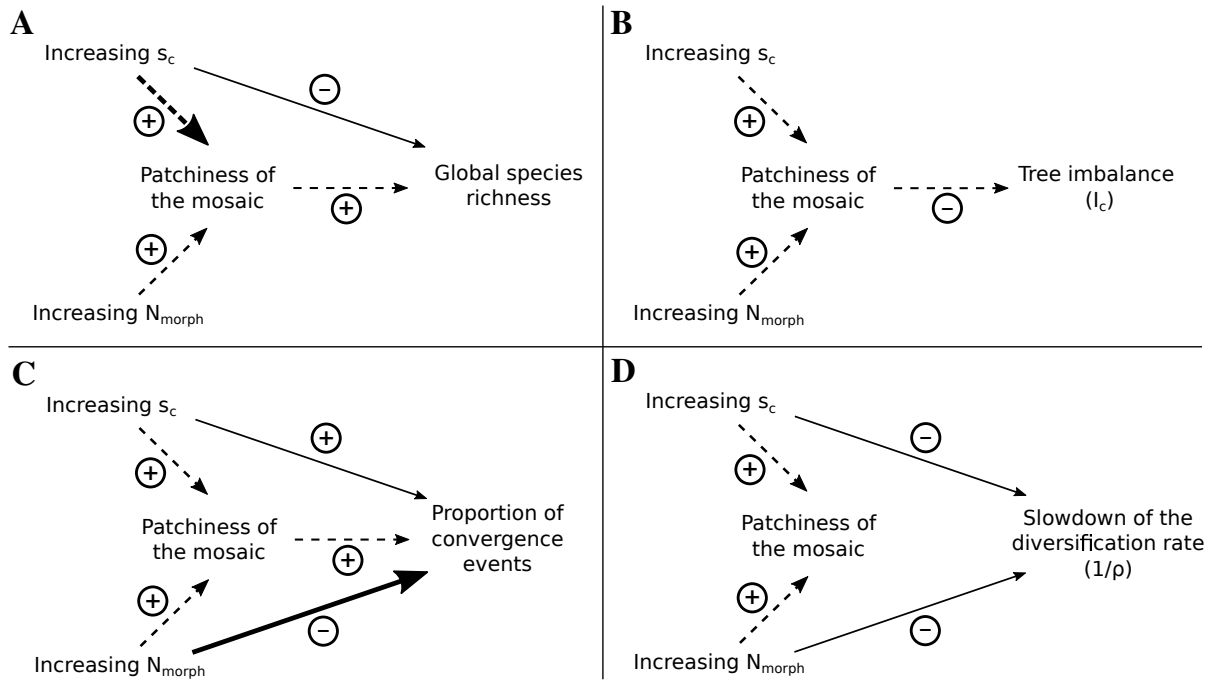 A
Increasing s_c
+
−
Patchiness of
the mosaic
+
Global species
richness
+
Increasing N_morph
B
Increasing s_c
+
Patchiness of
the mosaic
−
Tree imbalance
(I_c)
+
Increasing N_morph
C
Increasing s_c
+
+
Patchiness of
the mosaic
+
Proportion of
convergence
events
+
−
Increasing N_morph
D
Increasing s_c
−
+
Patchiness of
the mosaic
Slowdown of the
diversification rate
(1/ρ)
+
−
Increasing N_morph